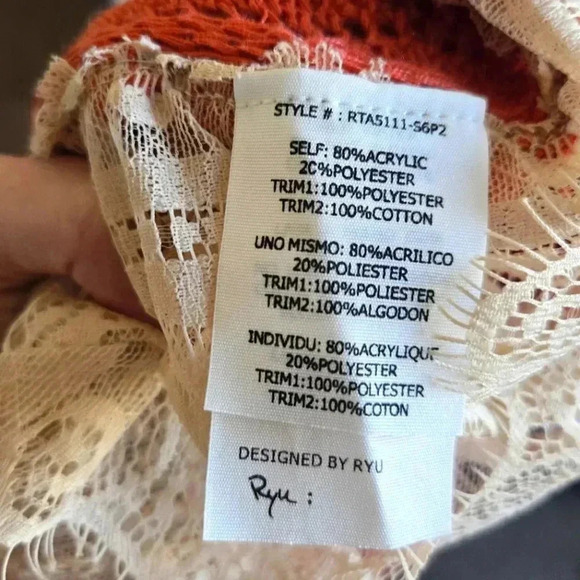 STYLE # : RTA5111-S6P2
SELF: 80%ACRYLIC
20%POLYESTER
TRIM1:100%POLYESTER
TRIM2:100%COTTON
UNO MISMO: 80%ACRILICO
20%POLIESTER
TRIM1:100%POLIESTER
TRIM2:100%ALGODON
INDIVIDU: 80%ACRYLIQUE
20%POLYESTER
TRIM1:100%POLYESTER
TRIM2:100%COTON
DESIGNED BY RYU
Ryu :